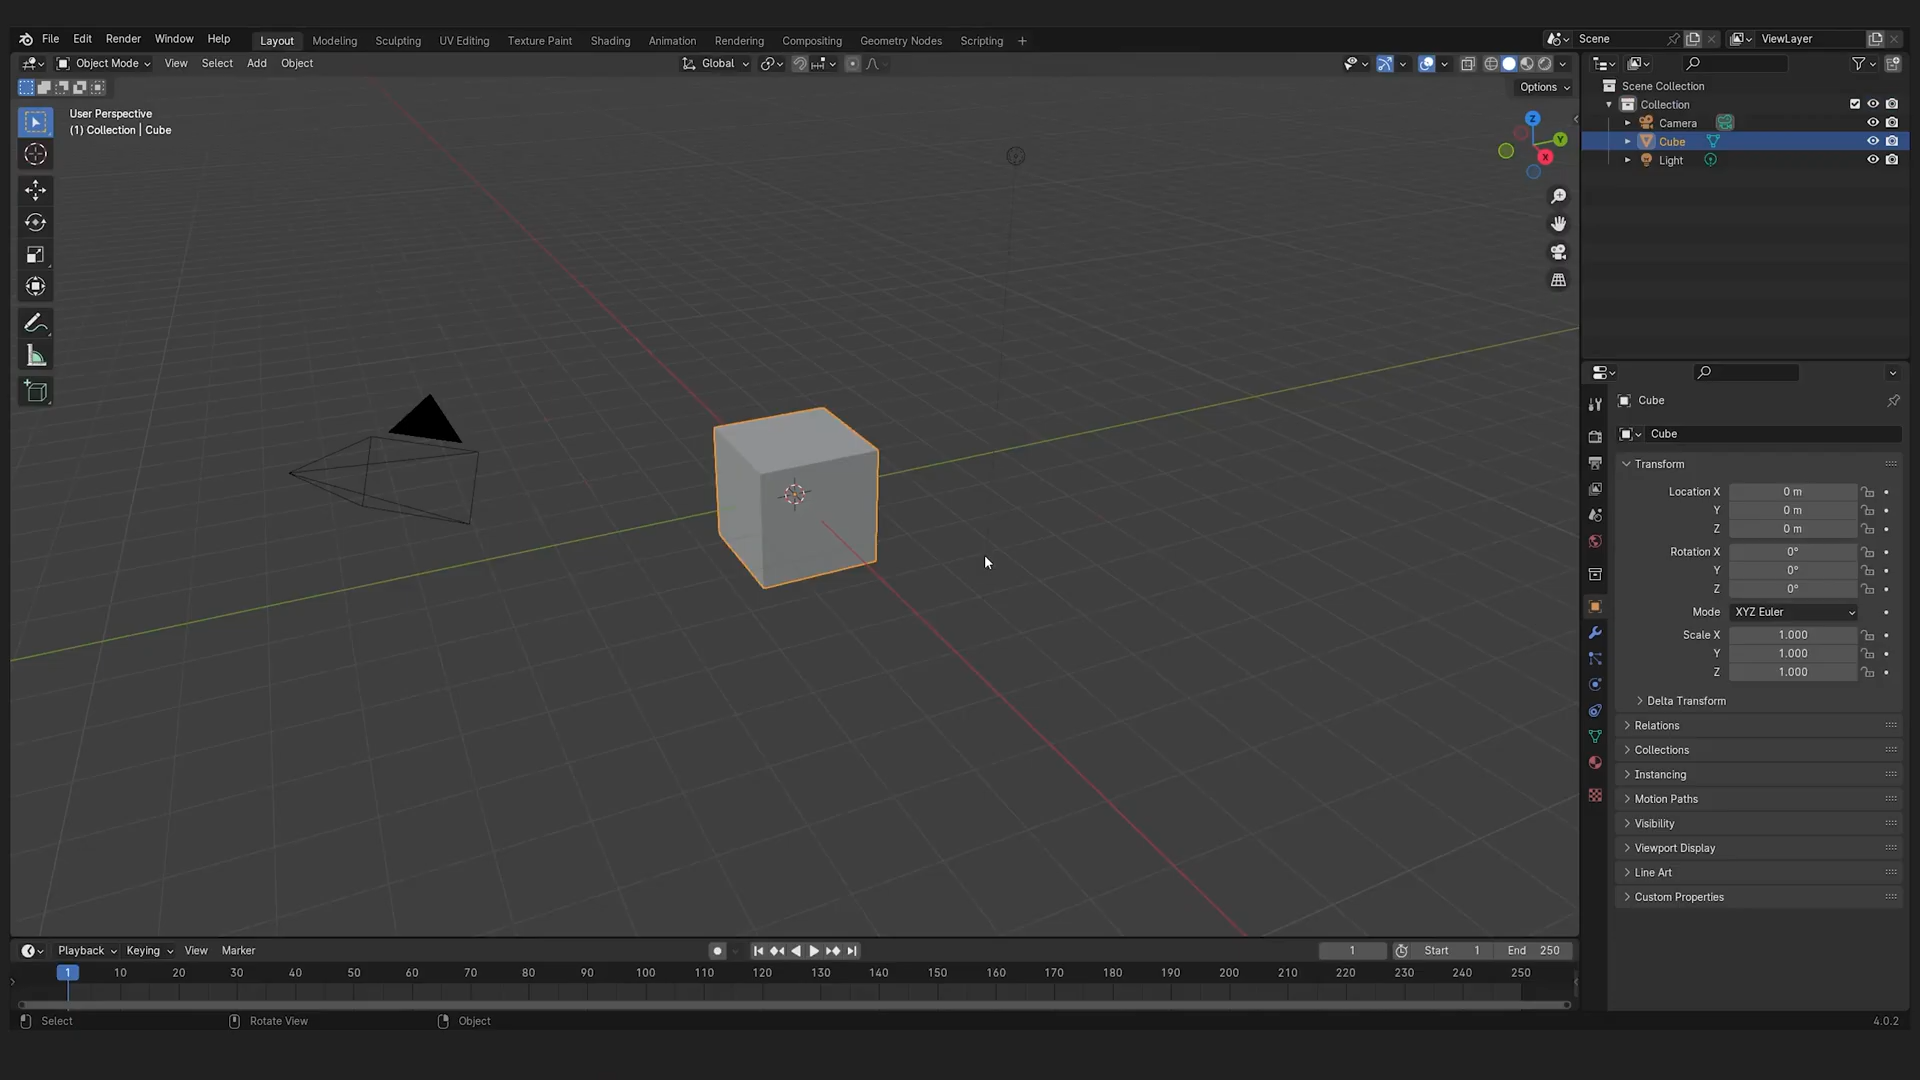 File Edit Render Window Help Layout Modeling Sculpting UV Editing Texture Paint Shading Animation Rendering Compositing Geometry Nodes Scripting + Scene ViewLayer
Object Mode View Select Add Object Global
Options
User Perspective
(1) Collection | Cube
Z
Y
X
Scene Collection
Collection
Camera
Cube
Light
Cube
Cube
Transform
Location X 0 m
Y 0 m
Z 0 m
Rotation X 0°
Y 0°
Z 0°
Mode XYZ Euler
Scale X 1.000
Y 1.000
Z 1.000
Delta Transform
Relations
Collections
Instancing
Motion Paths
Visibility
Viewport Display
Line Art
Custom Properties
Playback Keying View Marker 1 Start 1 End 250
1 10 20 30 40 50 60 70 80 90 100 110 120 130 140 150 160 170 180 190 200 210 220 230 240 250
Select Rotate View Object 4.0.2